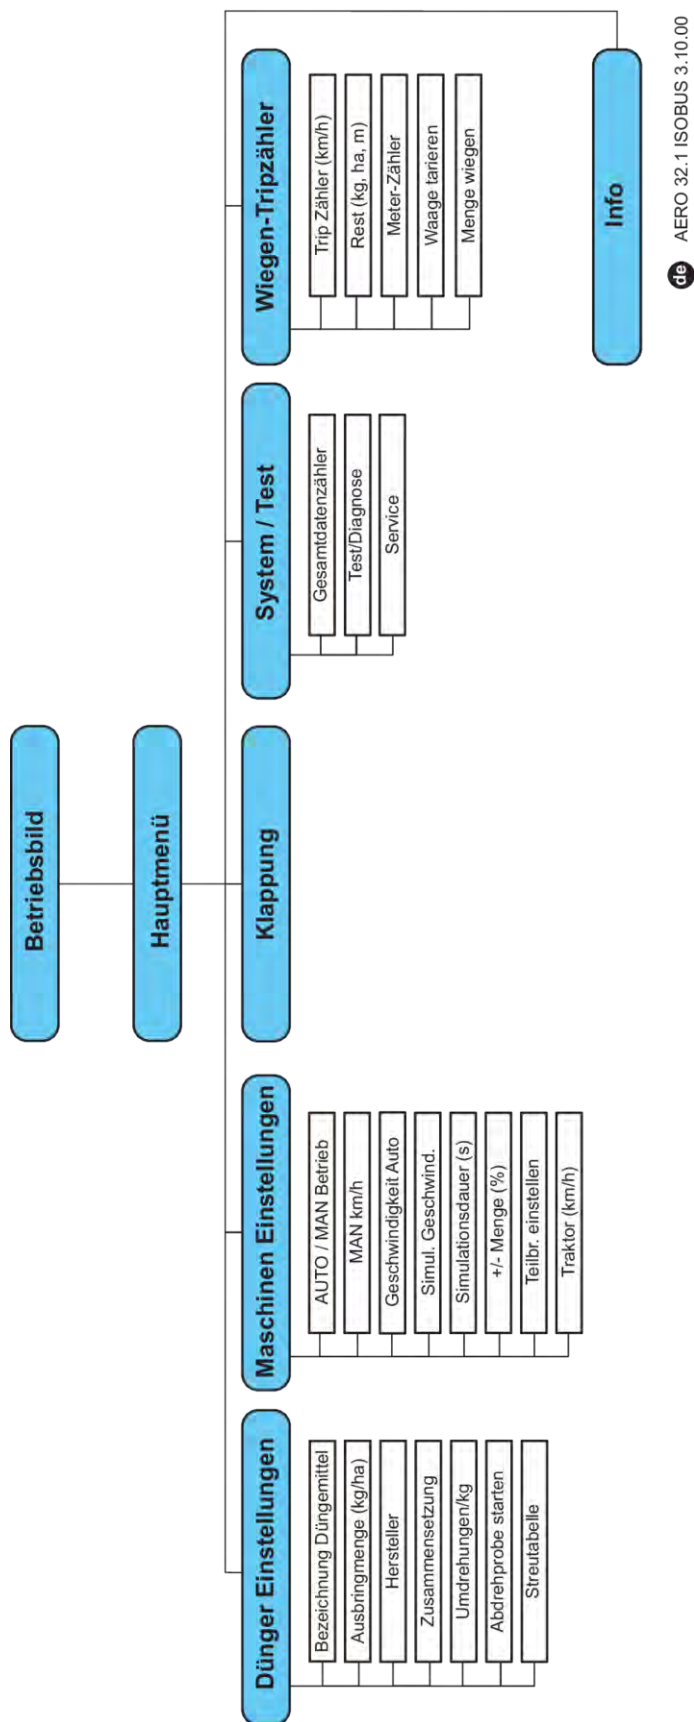 Betriebsbild
Hauptmenü
Dünger Einstellungen
Bezeichnung Düngemittel
Ausbringmenge (kg/ha)
Hersteller
Zusammensetzung
Umdrehungen/kg
Abdrehprobe starten
Streutabelle
Maschinen Einstellungen
AUTO / MAN Betrieb
MAN km/h
Geschwindigkeit Auto
Simul. Geschwind.
Simulationsdauer (s)
+/- Menge (%)
Teilbr. einstellen
Traktor (km/h)
Klappung
System / Test
Gesamtdatenzähler
Test/Diagnose
Service
Wiegen-Tripzähler
Trip Zähler (km/h)
Rest (kg, ha, m)
Meter-Zähler
Waage tarieren
Menge wiegen
Info
de AERO 32.1 ISOBUS 3.10.00